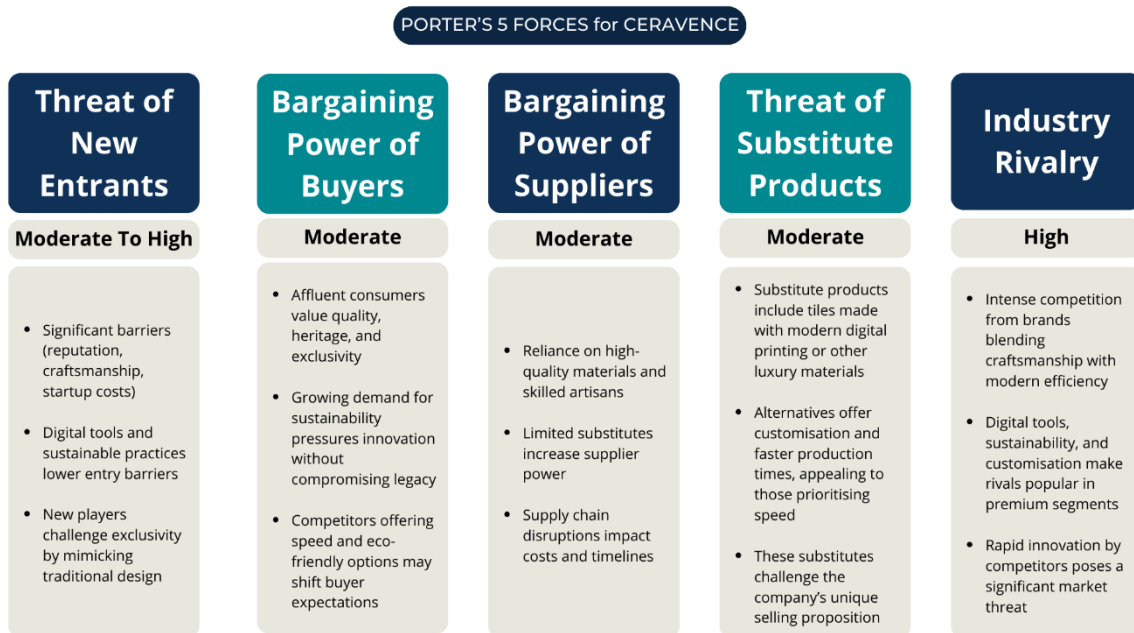 PORTER'S 5 FORCES for CERAVENCE
Threat of
New
Entrants
Moderate To High
• Significant barriers
(reputation,
craftsmanship,
startup costs)
• Digital tools and
sustainable practices
lower entry barriers
• New players
challenge exclusivity
by mimicking
traditional design
Bargaining
Power of
Buyers
Moderate
• Affluent consumers
value quality,
heritage, and
exclusivity
• Growing demand for
sustainability
pressures innovation
without
compromising legacy
• Competitors offering
speed and eco-
friendly options may
shift buyer
expectations
Bargaining
Power of
Suppliers
Moderate
• Reliance on high-
quality materials and
skilled artisans
• Limited substitutes
increase supplier
power
• Supply chain
disruptions impact
costs and timelines
Threat of
Substitute
Products
Moderate
• Substitute products
include tiles made
with modern digital
printing or other
luxury materials
• Alternatives offer
customisation and
faster production
times, appealing to
those prioritising
speed
• These substitutes
challenge the
company's unique
selling proposition
Industry
Rivalry
High
• Intense competition
from brands
blending
craftsmanship with
modern efficiency
• Digital tools,
sustainability, and
customisation make
rivals popular in
premium segments
• Rapid innovation by
competitors poses a
significant market
threat